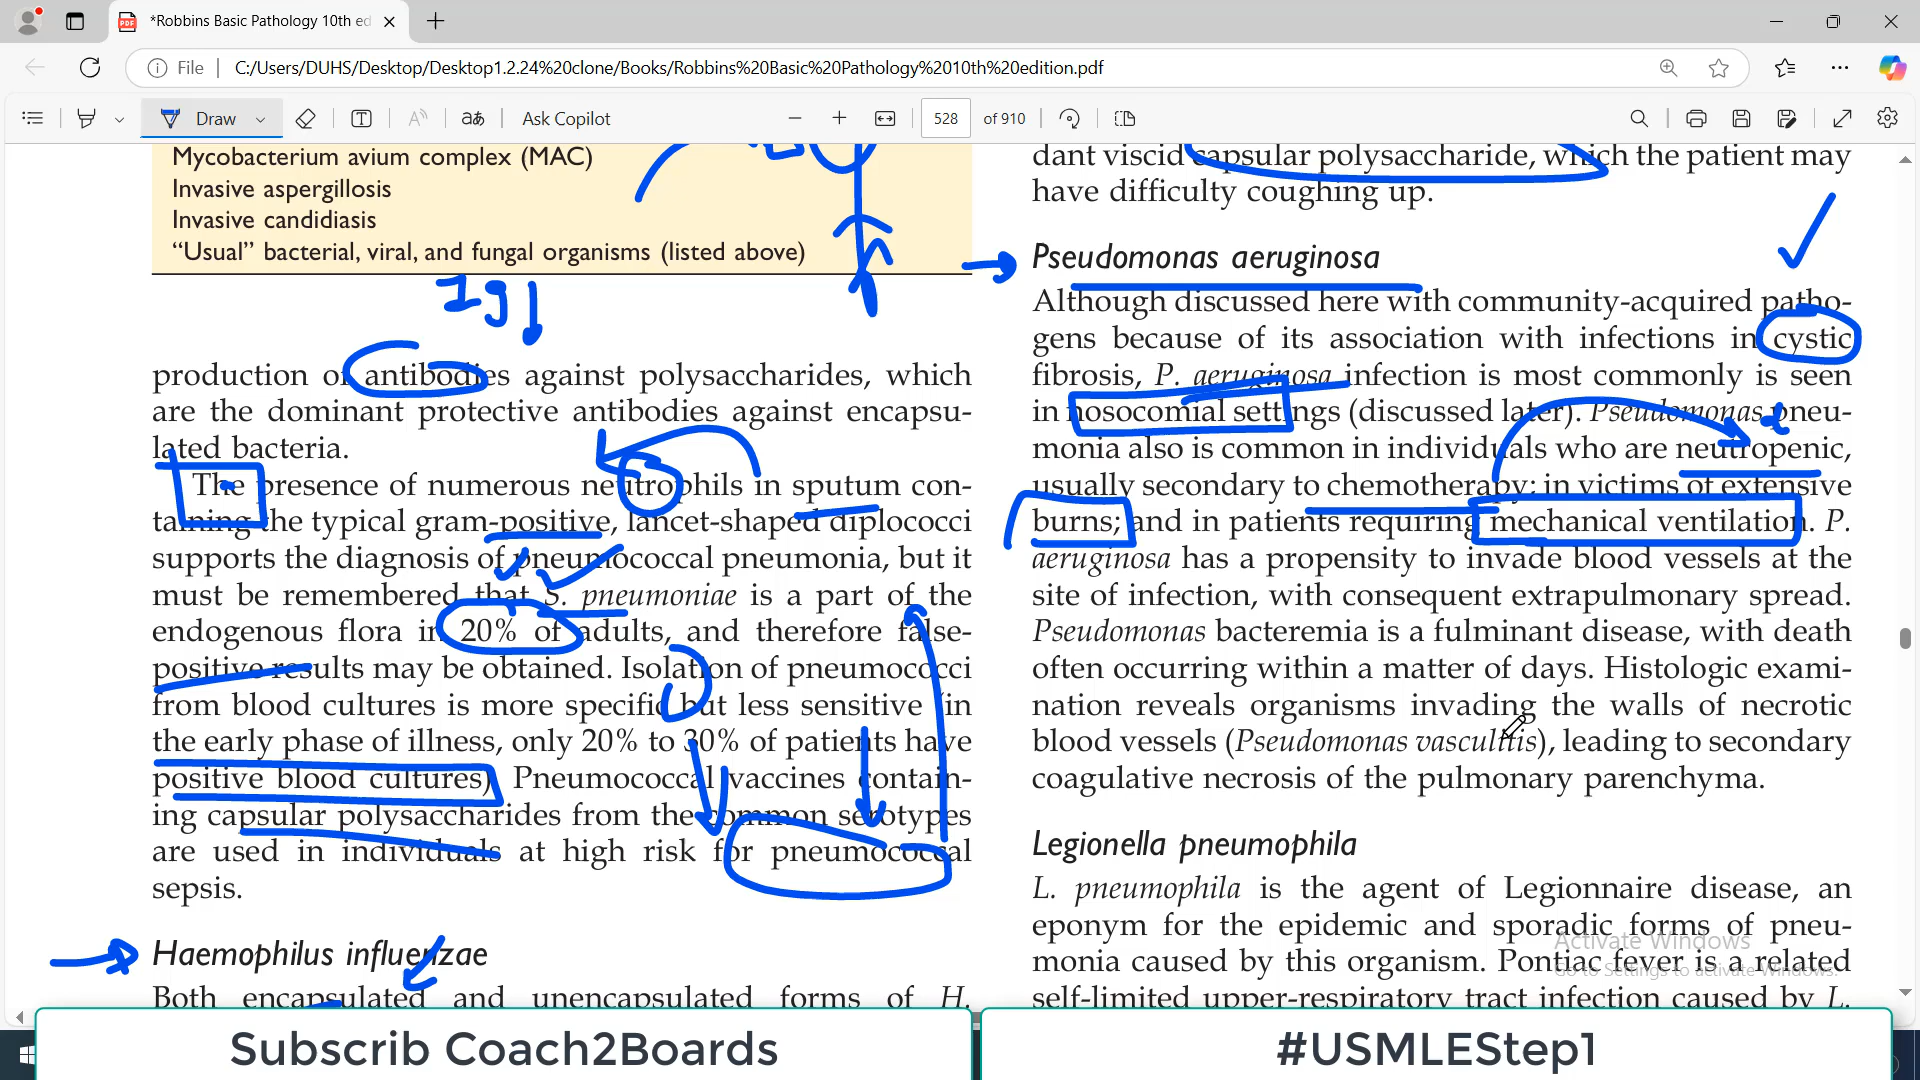 *Robbins Basic Pathology 10th ed
File
C:/Users/DUHS/Desktop/Desktop1.2.24%20clone/Books/Robbins%20Basic%20Pathology%2010th%20edition.pdf
Draw
Ask Copilot
528 of 910
Mycobacterium avium complex (MAC)
Invasive aspergillosis
Invasive candidiasis
“Usual” bacterial, viral, and fungal organisms (listed above)
Ig
production of antibodies against polysaccharides, which
are the dominant protective antibodies against encapsu-
lated bacteria.
The presence of numerous neutrophils in sputum con-
taining the typical gram-positive, lancet-shaped diplococci
supports the diagnosis of pneumococcal pneumonia, but it
must be remembered that S. pneumoniae is a part of the
endogenous flora in 20% of adults, and therefore false-
positive results may be obtained. Isolation of pneumococci
from blood cultures is more specific but less sensitive (in
the early phase of illness, only 20% to 30% of patients have
positive blood cultures). Pneumococcal vaccines contain-
ing capsular polysaccharides from the common serotypes
are used in individuals at high risk for pneumococcal
sepsis.
Haemophilus influenzae
Both encapsulated and unencapsulated forms of H.
dant viscid capsular polysaccharide, which the patient may
have difficulty coughing up.
Pseudomonas aeruginosa
Although discussed here with community-acquired patho-
gens because of its association with infections in cystic
fibrosis, P. aeruginosa infection is most commonly is seen
in nosocomial settings (discussed later). Pseudomonas pneu-
monia also is common in individuals who are neutropenic,
usually secondary to chemotherapy; in victims of extensive
burns; and in patients requiring mechanical ventilation. P.
aeruginosa has a propensity to invade blood vessels at the
site of infection, with consequent extrapulmonary spread.
Pseudomonas bacteremia is a fulminant disease, with death
often occurring within a matter of days. Histologic exami-
nation reveals organisms invading the walls of necrotic
blood vessels (Pseudomonas vasculitis), leading to secondary
coagulative necrosis of the pulmonary parenchyma.
Legionella pneumophila
L. pneumophila is the agent of Legionnaire disease, an
eponym for the epidemic and sporadic forms of pneu-
monia caused by this organism. Pontiac fever is a related
self-limited upper-respiratory tract infection caused by L.
Activate Windows
Go to Settings to activate Windows.
Subscrib Coach2Boards
#USMLEStep1